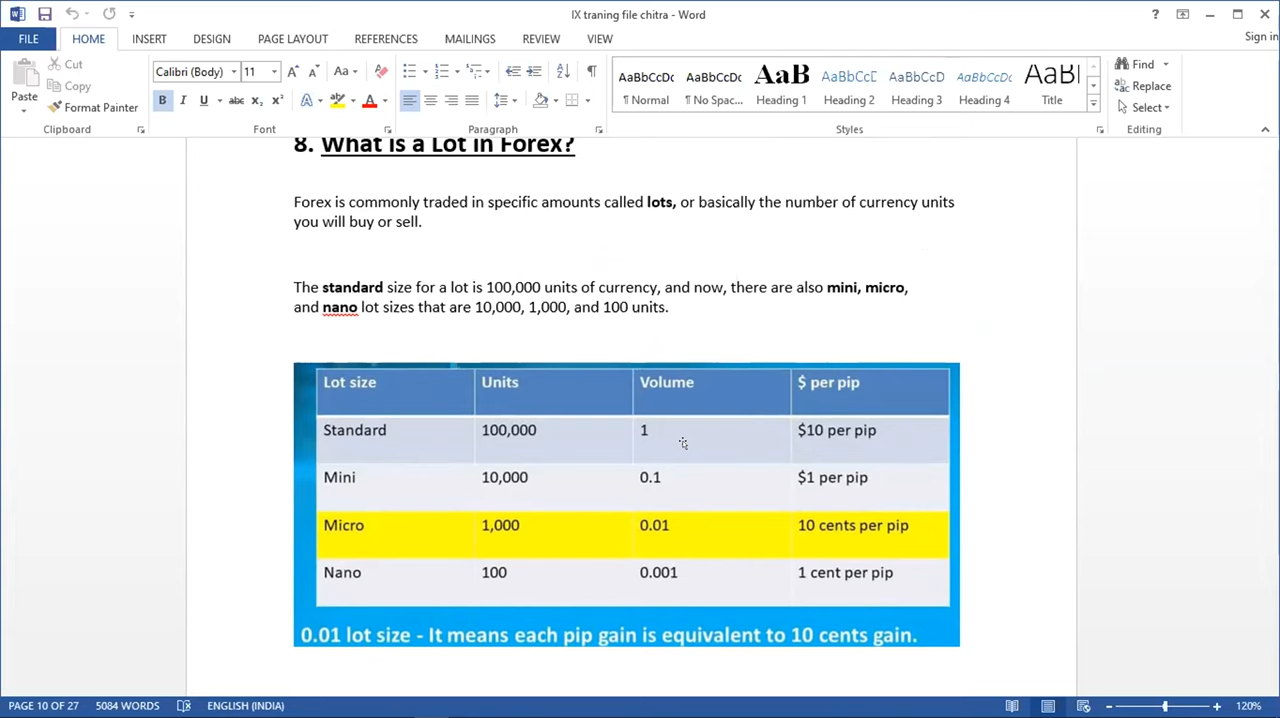 IX traning file chitra - Word
Sign in
FILE HOME INSERT DESIGN PAGE LAYOUT REFERENCES MAILINGS REVIEW VIEW
Paste
Cut
Copy
Format Painter
Clipboard
Calibri (Body) 11
Font
Paragraph
AaBbCcDc AaBbCcDc AaB AaBbCcD AaBbCcDc AaBbCcDc AaBb
¶ Normal ¶ No Spac... Heading 1 Heading 2 Heading 3 Heading 4 Title
Styles
Find
Replace
Select
Editing
8. What is a Lot in Forex?
Forex is commonly traded in specific amounts called lots, or basically the number of currency units
you will buy or sell.
The standard size for a lot is 100,000 units of currency, and now, there are also mini, micro,
and nano lot sizes that are 10,000, 1,000, and 100 units.
Lot size Units Volume $ per pip
Standard 100,000 1 $10 per pip
Mini 10,000 0.1 $1 per pip
Micro 1,000 0.01 10 cents per pip
Nano 100 0.001 1 cent per pip
0.01 lot size - It means each pip gain is equivalent to 10 cents gain.
PAGE 10 OF 27 5084 WORDS ENGLISH (INDIA) 120%